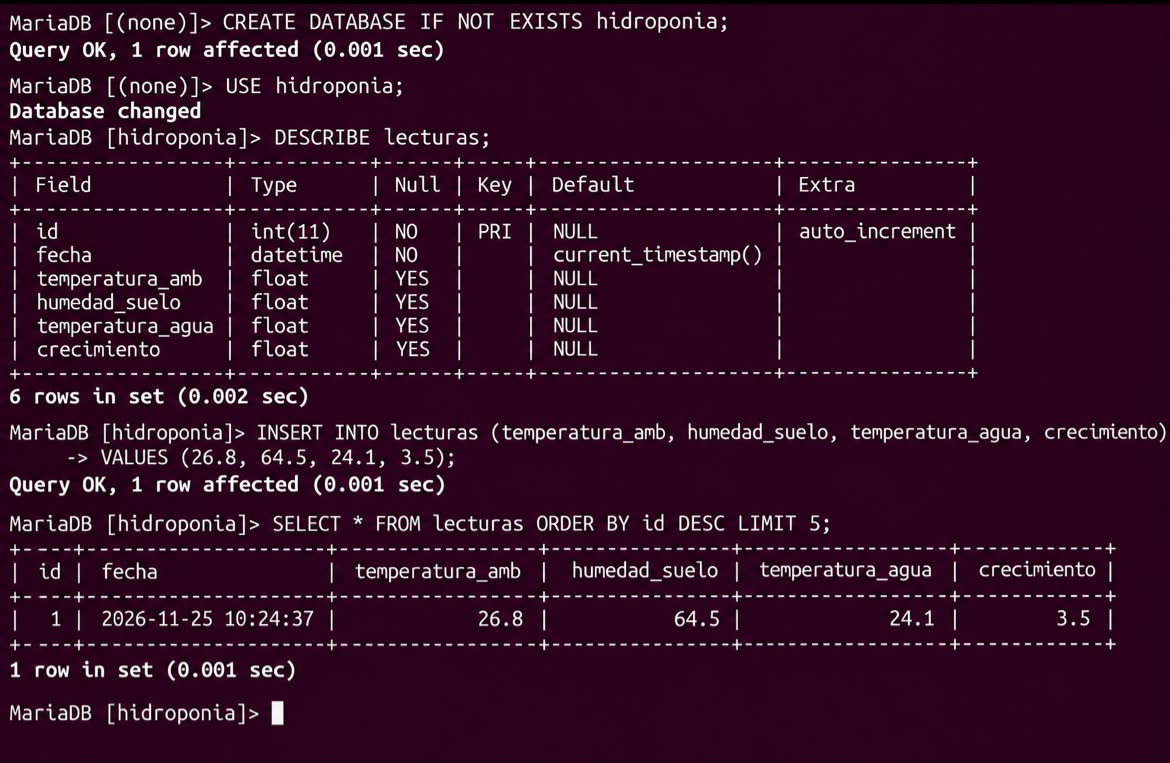 MariaDB [(none)]> CREATE DATABASE IF NOT EXISTS hidroponia;
Query OK, 1 row affected (0.001 sec)
MariaDB [(none)]> USE hidroponia;
Database changed
MariaDB [hidroponia]> DESCRIBE lecturas;
+-----------------+-----------+------+-----+---------------------+----------------+
| Field | Type | Null | Key | Default | Extra |
+-----------------+-----------+------+-----+---------------------+----------------+
| id | int(11) | NO | PRI | NULL | auto_increment |
| fecha | datetime | NO | | current_timestamp() | |
| temperatura_amb | float | YES | | NULL | |
| humedad_suelo | float | YES | | NULL | |
| temperatura_agua | float | YES | | NULL | |
| crecimiento | float | YES | | NULL | |
+-----------------+-----------+------+-----+---------------------+----------------+
6 rows in set (0.002 sec)
MariaDB [hidroponia]> INSERT INTO lecturas (temperatura_amb, humedad_suelo, temperatura_agua, crecimiento)
-> VALUES (26.8, 64.5, 24.1, 3.5);
Query OK, 1 row affected (0.001 sec)
MariaDB [hidroponia]> SELECT * FROM lecturas ORDER BY id DESC LIMIT 5;
+----+---------------------+-----------------+---------------+------------------+-------------+
| id | fecha | temperatura_amb | humedad_suelo | temperatura_agua | crecimiento |
+----+---------------------+-----------------+---------------+------------------+-------------+
| 1 | 2026-11-25 10:24:37 | 26.8 | 64.5 | 24.1 | 3.5 |
+----+---------------------+-----------------+---------------+------------------+-------------+
1 row in set (0.001 sec)
MariaDB [hidroponia]>